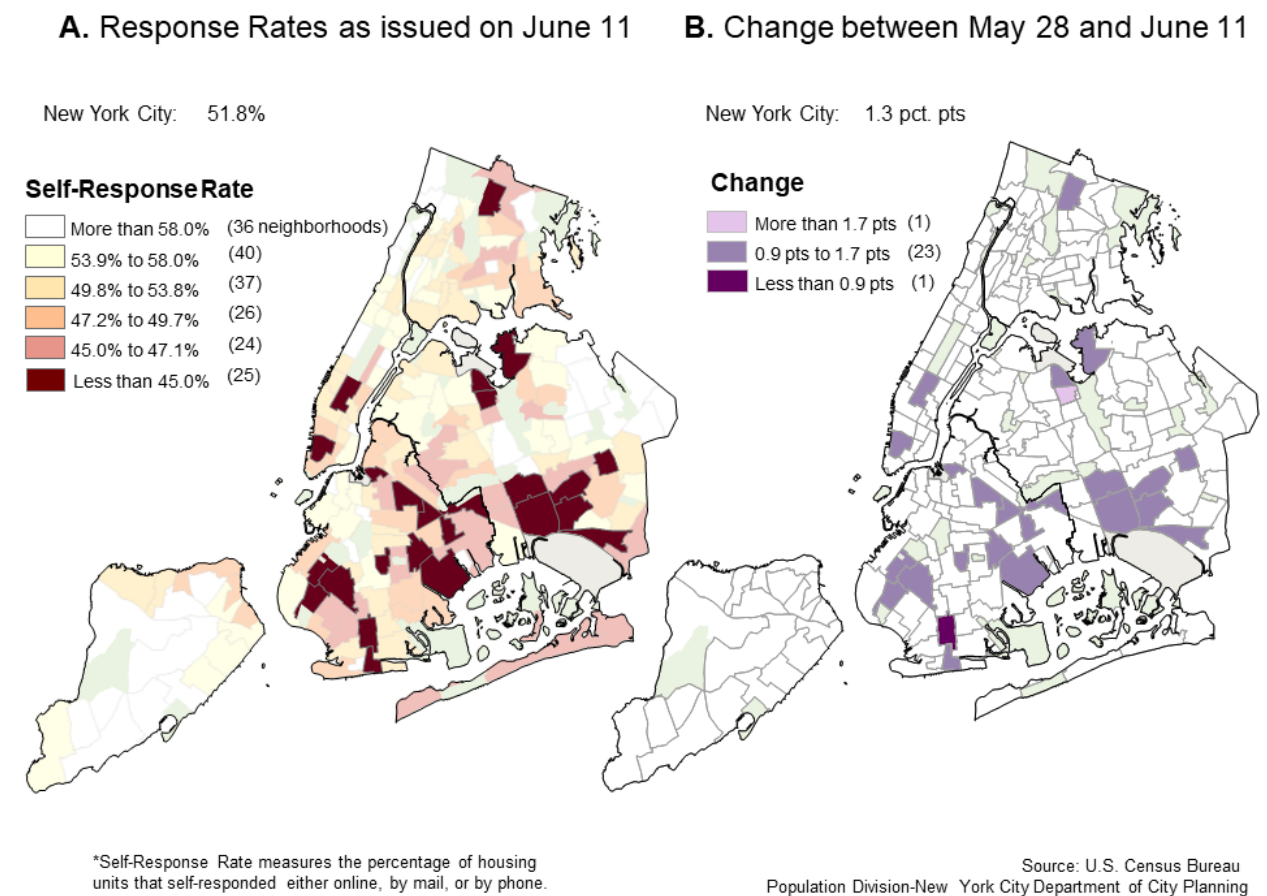 A. Response Rates as issued on June 11
New York City: 51.8%
Self-Response Rate
More than 58.0% (36 neighborhoods)
53.9% to 58.0% (40)
49.8% to 53.8% (37)
47.2% to 49.7% (26)
45.0% to 47.1% (24)
Less than 45.0% (25)
*Self-Response Rate measures the percentage of housing
units that self-responded either online, by mail, or by phone.
B. Change between May 28 and June 11
New York City: 1.3 pct. pts
Change
More than 1.7 pts (1)
0.9 pts to 1.7 pts (23)
Less than 0.9 pts (1)
Source: U.S. Census Bureau
Population Division-New York City Department of City Planning